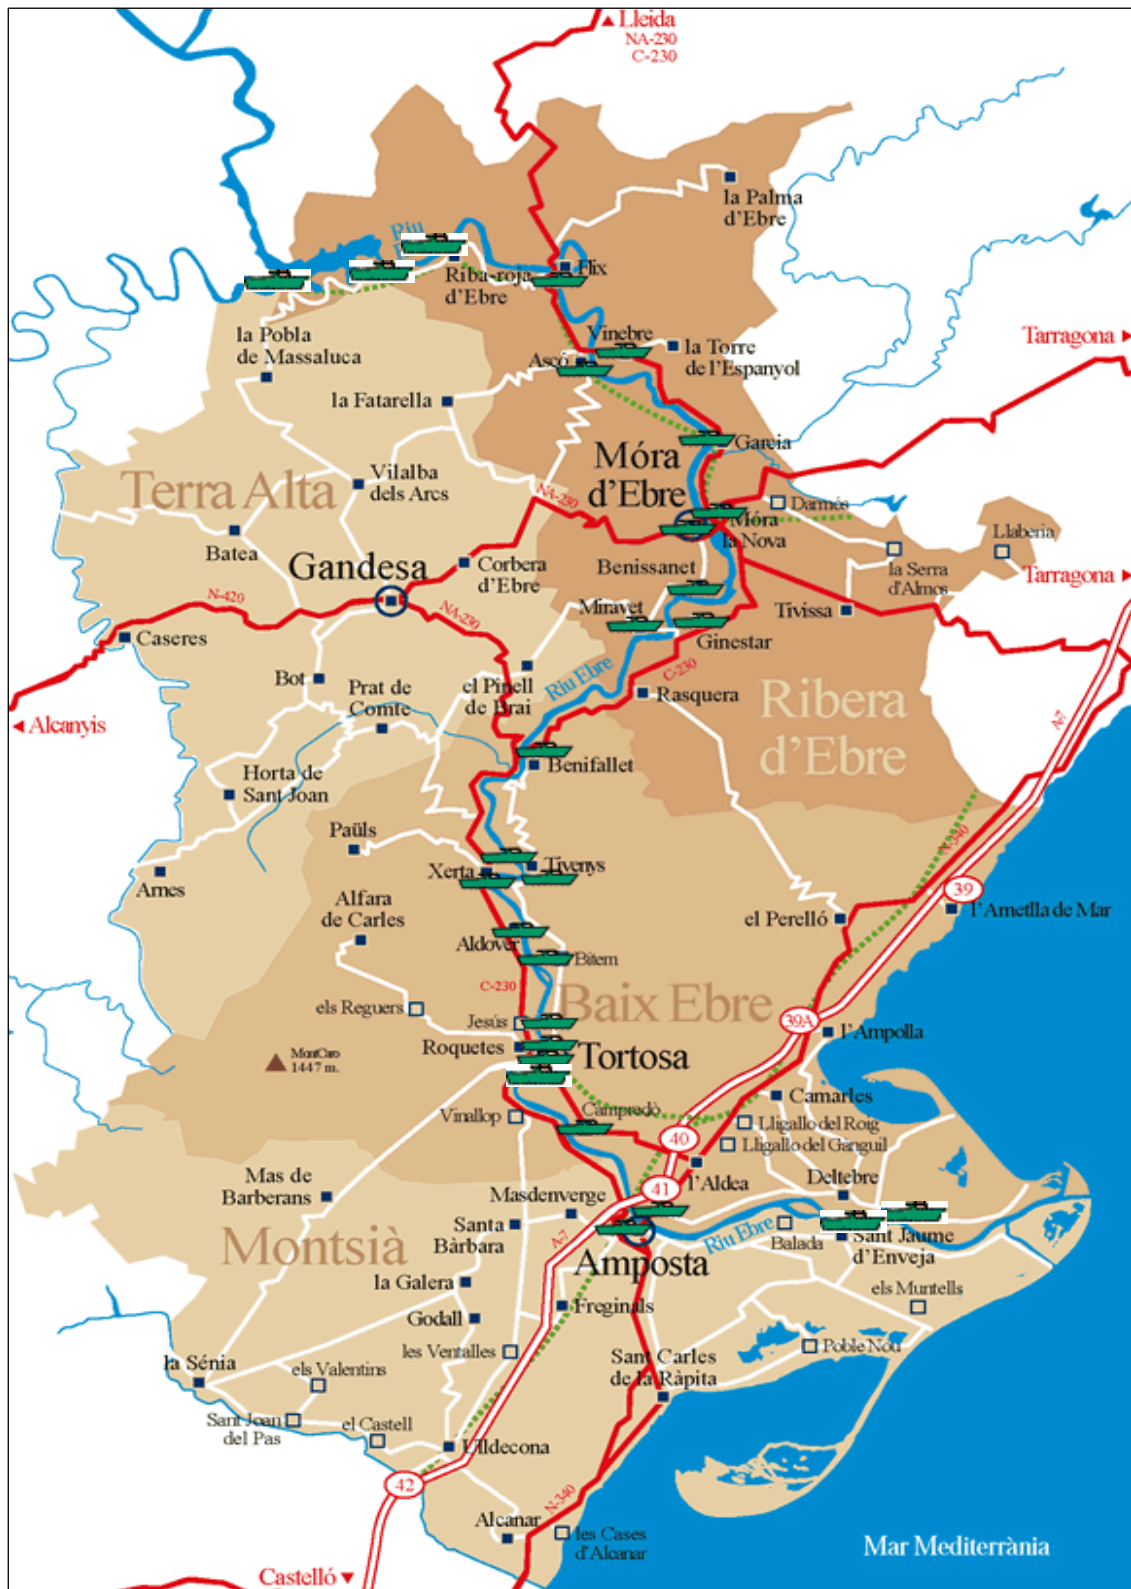 Lleida
NA-230
C-230
la Palma
d'Ebre
Riu
Riba-roja
d'Ebre
Flix
la Pobla
de Massaluca
Vinebre
Ascó
la Torre
de l'Espanyol
Tarragona
la Fatarella
Garcia
Móra
d'Ebre
Terra Alta
Vilalba
dels Arcs
NA-230
Darmós
Móra
la Nova
Batea
Llaberia
Gandesa
Corbera
d'Ebre
Benissanet
la Serra
d'Almos
Tarragona
N-420
NA-230
Miravet
Tivissa
Caseres
Ginestar
Riu Ebre
C-230
Bot
Prat de
Comte
el Pinell
de Brai
Rasquera
Ribera
d'Ebre
A-7
Alcanyis
Benifallet
Horta de
Sant Joan
Paüls
N-340
Xerta
Tivenys
Arnes
39
Alfara
de Carles
el Perelló
l'Ametlla de Mar
Aldover
Bítem
C-230
Baix Ebre
els Reguers
Jesús
39A
l'Ampolla
Roquetes
Tortosa
MontCaro
1447 m.
Camarles
Vinallop
Campredó
Lligallo del Roig
40
Lligallo del Ganguil
Mas de
Barberans
l'Aldea
Deltebre
41
Masdenverge
Montsià
Santa
Bàrbara
A-7
Riu Ebre
Balada
Sant Jaume
d'Enveja
Amposta
la Galera
els Muntells
Godall
Freginals
les Ventalles
Poble Nou
la Sénia
els Valentins
Sant Carles
de la Ràpita
Sant Joan
del Pas
el Castell
Ulldecona
42
N-340
Alcanar
les Cases
d'Alcanar
Mar Mediterrània
Castelló